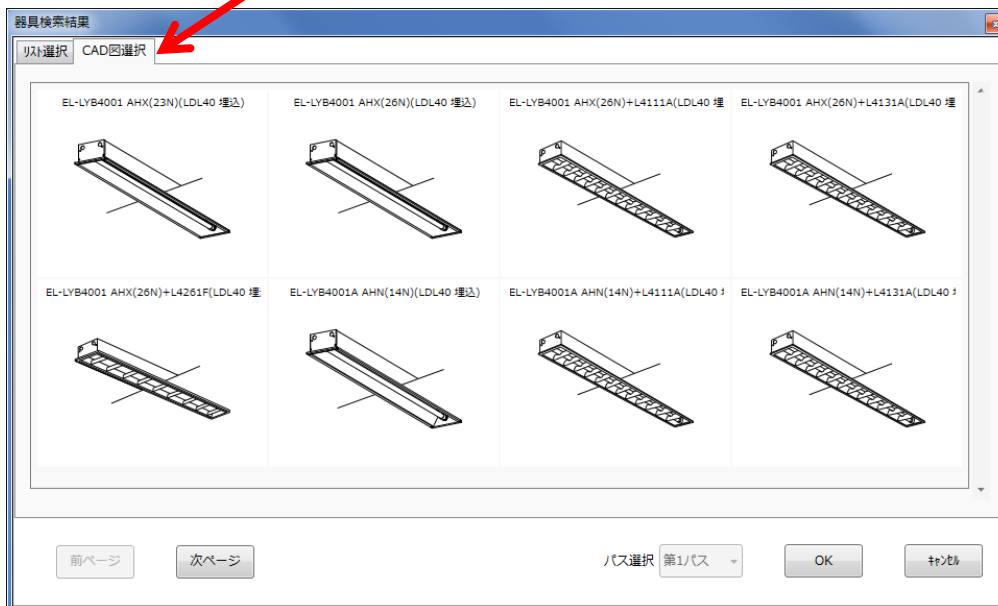 器具検索結果
ﾘｽﾄ選択 CAD図選択
EL-LYB4001 AHX(23N)(LDL40 埋込) EL-LYB4001 AHX(26N)(LDL40 埋込) EL-LYB4001 AHX(26N)+L4111A(LDL40 埋 EL-LYB4001 AHX(26N)+L4131A(LDL40 埋
EL-LYB4001 AHX(26N)+L4261F(LDL40 埋 EL-LYB4001A AHN(14N)(LDL40 埋込) EL-LYB4001A AHN(14N)+L4111A(LDL40 EL-LYB4001A AHN(14N)+L4131A(LDL40
前ページ 次ページ パス選択 第1パス OK ｷｬﾝｾﾙ